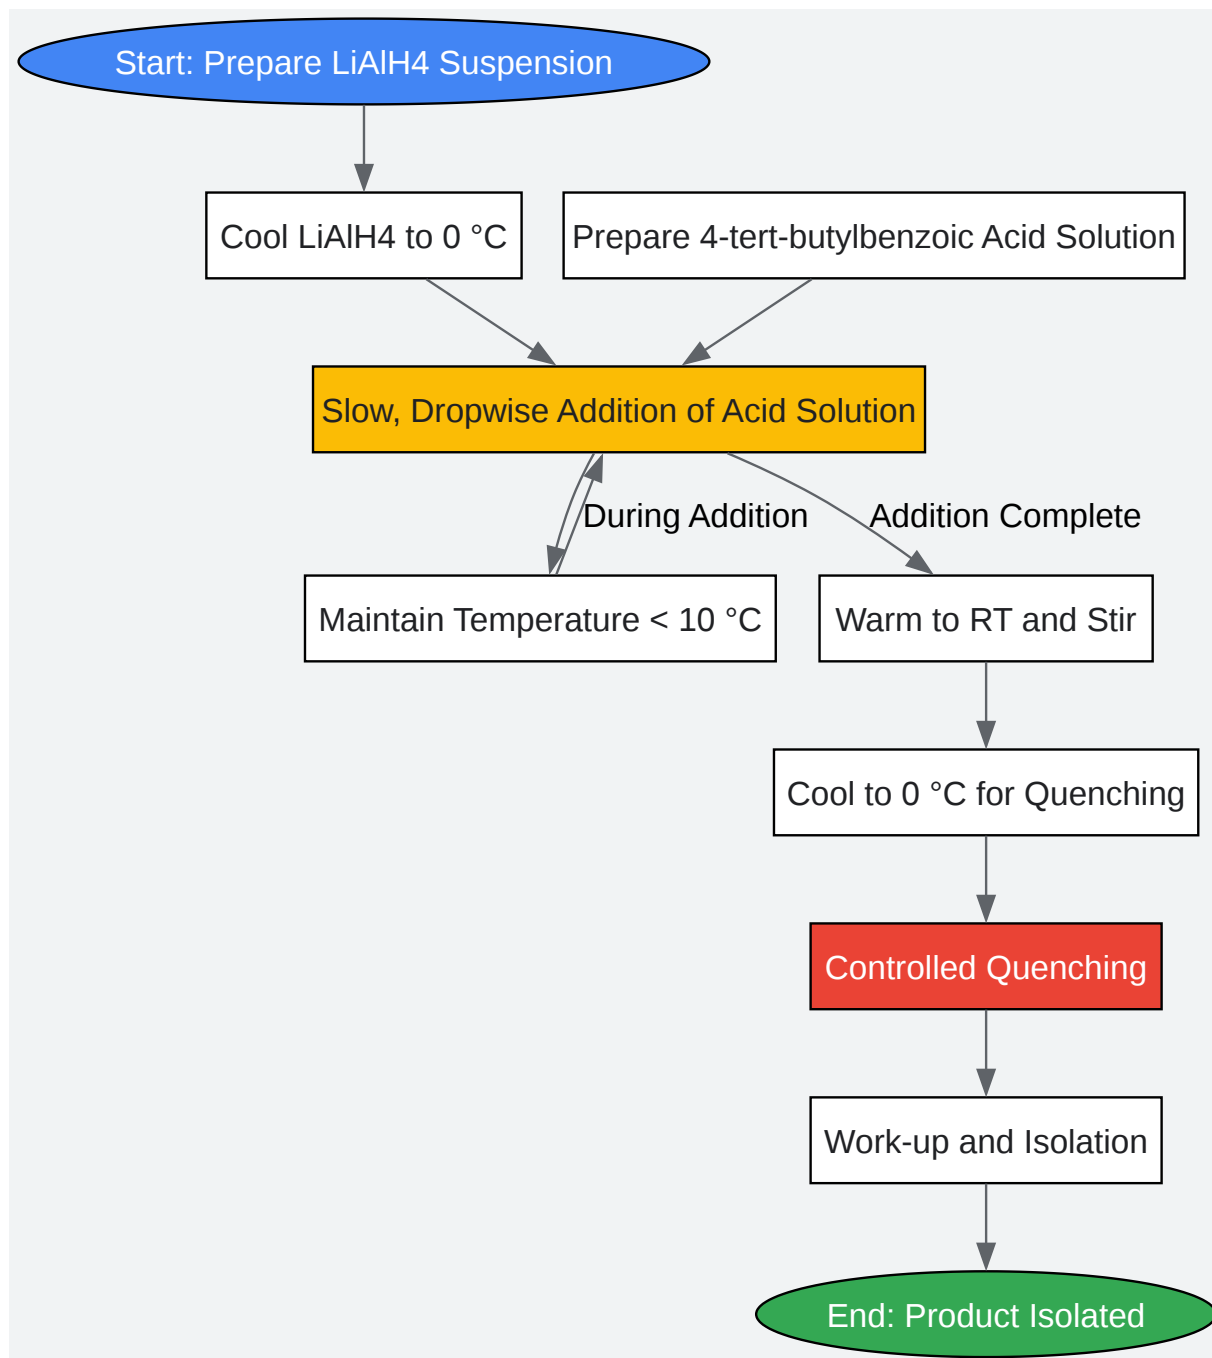 Start: Prepare LiAlH4 Suspension
Cool LiAlH4 to 0 °C
Prepare 4-tert-butylbenzoic Acid Solution
Slow, Dropwise Addition of Acid Solution
During Addition
Addition Complete
Maintain Temperature < 10 °C
Warm to RT and Stir
Cool to 0 °C for Quenching
Controlled Quenching
Work-up and Isolation
End: Product Isolated